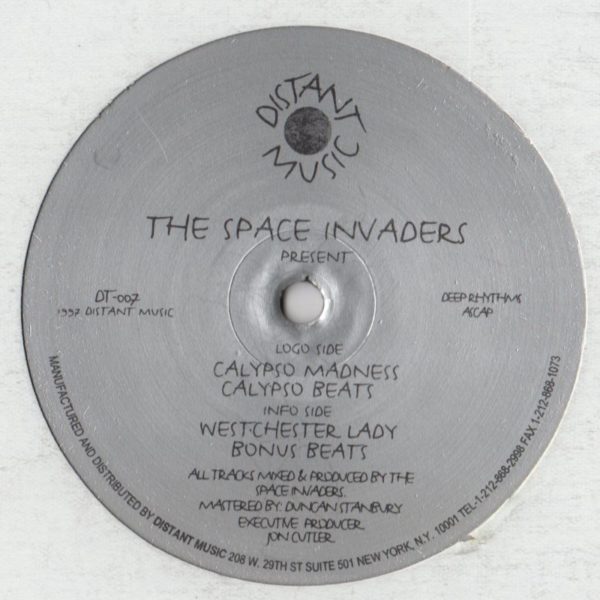 DISTANT
MUSIC
THE SPACE INVADERS
PRESENT
DT-007
1997 DISTANT MUSIC
DEEP RHYTHMS
ASCAP
LOGO SIDE
CALYPSO MADNESS
CALYPSO BEATS
INFO SIDE
WESTCHESTER LADY
BONUS BEATS
ALL TRACKS MIXED & PRODUCED BY THE
SPACE INVADERS.
MASTERED BY: DUNCAN STANBURY
EXECUTIVE PRODUCER
JON CUTLER
MANUFACTURED AND DISTRIBUTED BY DISTANT MUSIC 208 W. 29TH ST SUITE 501 NEW YORK, N.Y. 10001 TEL-1-212-868-2998 FAX 1-212-868-1073